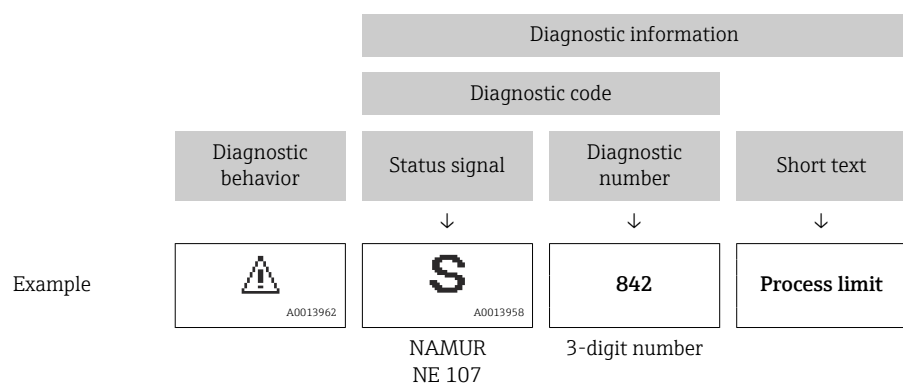 Diagnostic information
Diagnostic code
Diagnostic
behavior
Status signal
Diagnostic
number
Short text
↓ ↓ ↓
Example
A0013962
S
A0013958
842
Process limit
NAMUR
NE 107
3-digit number